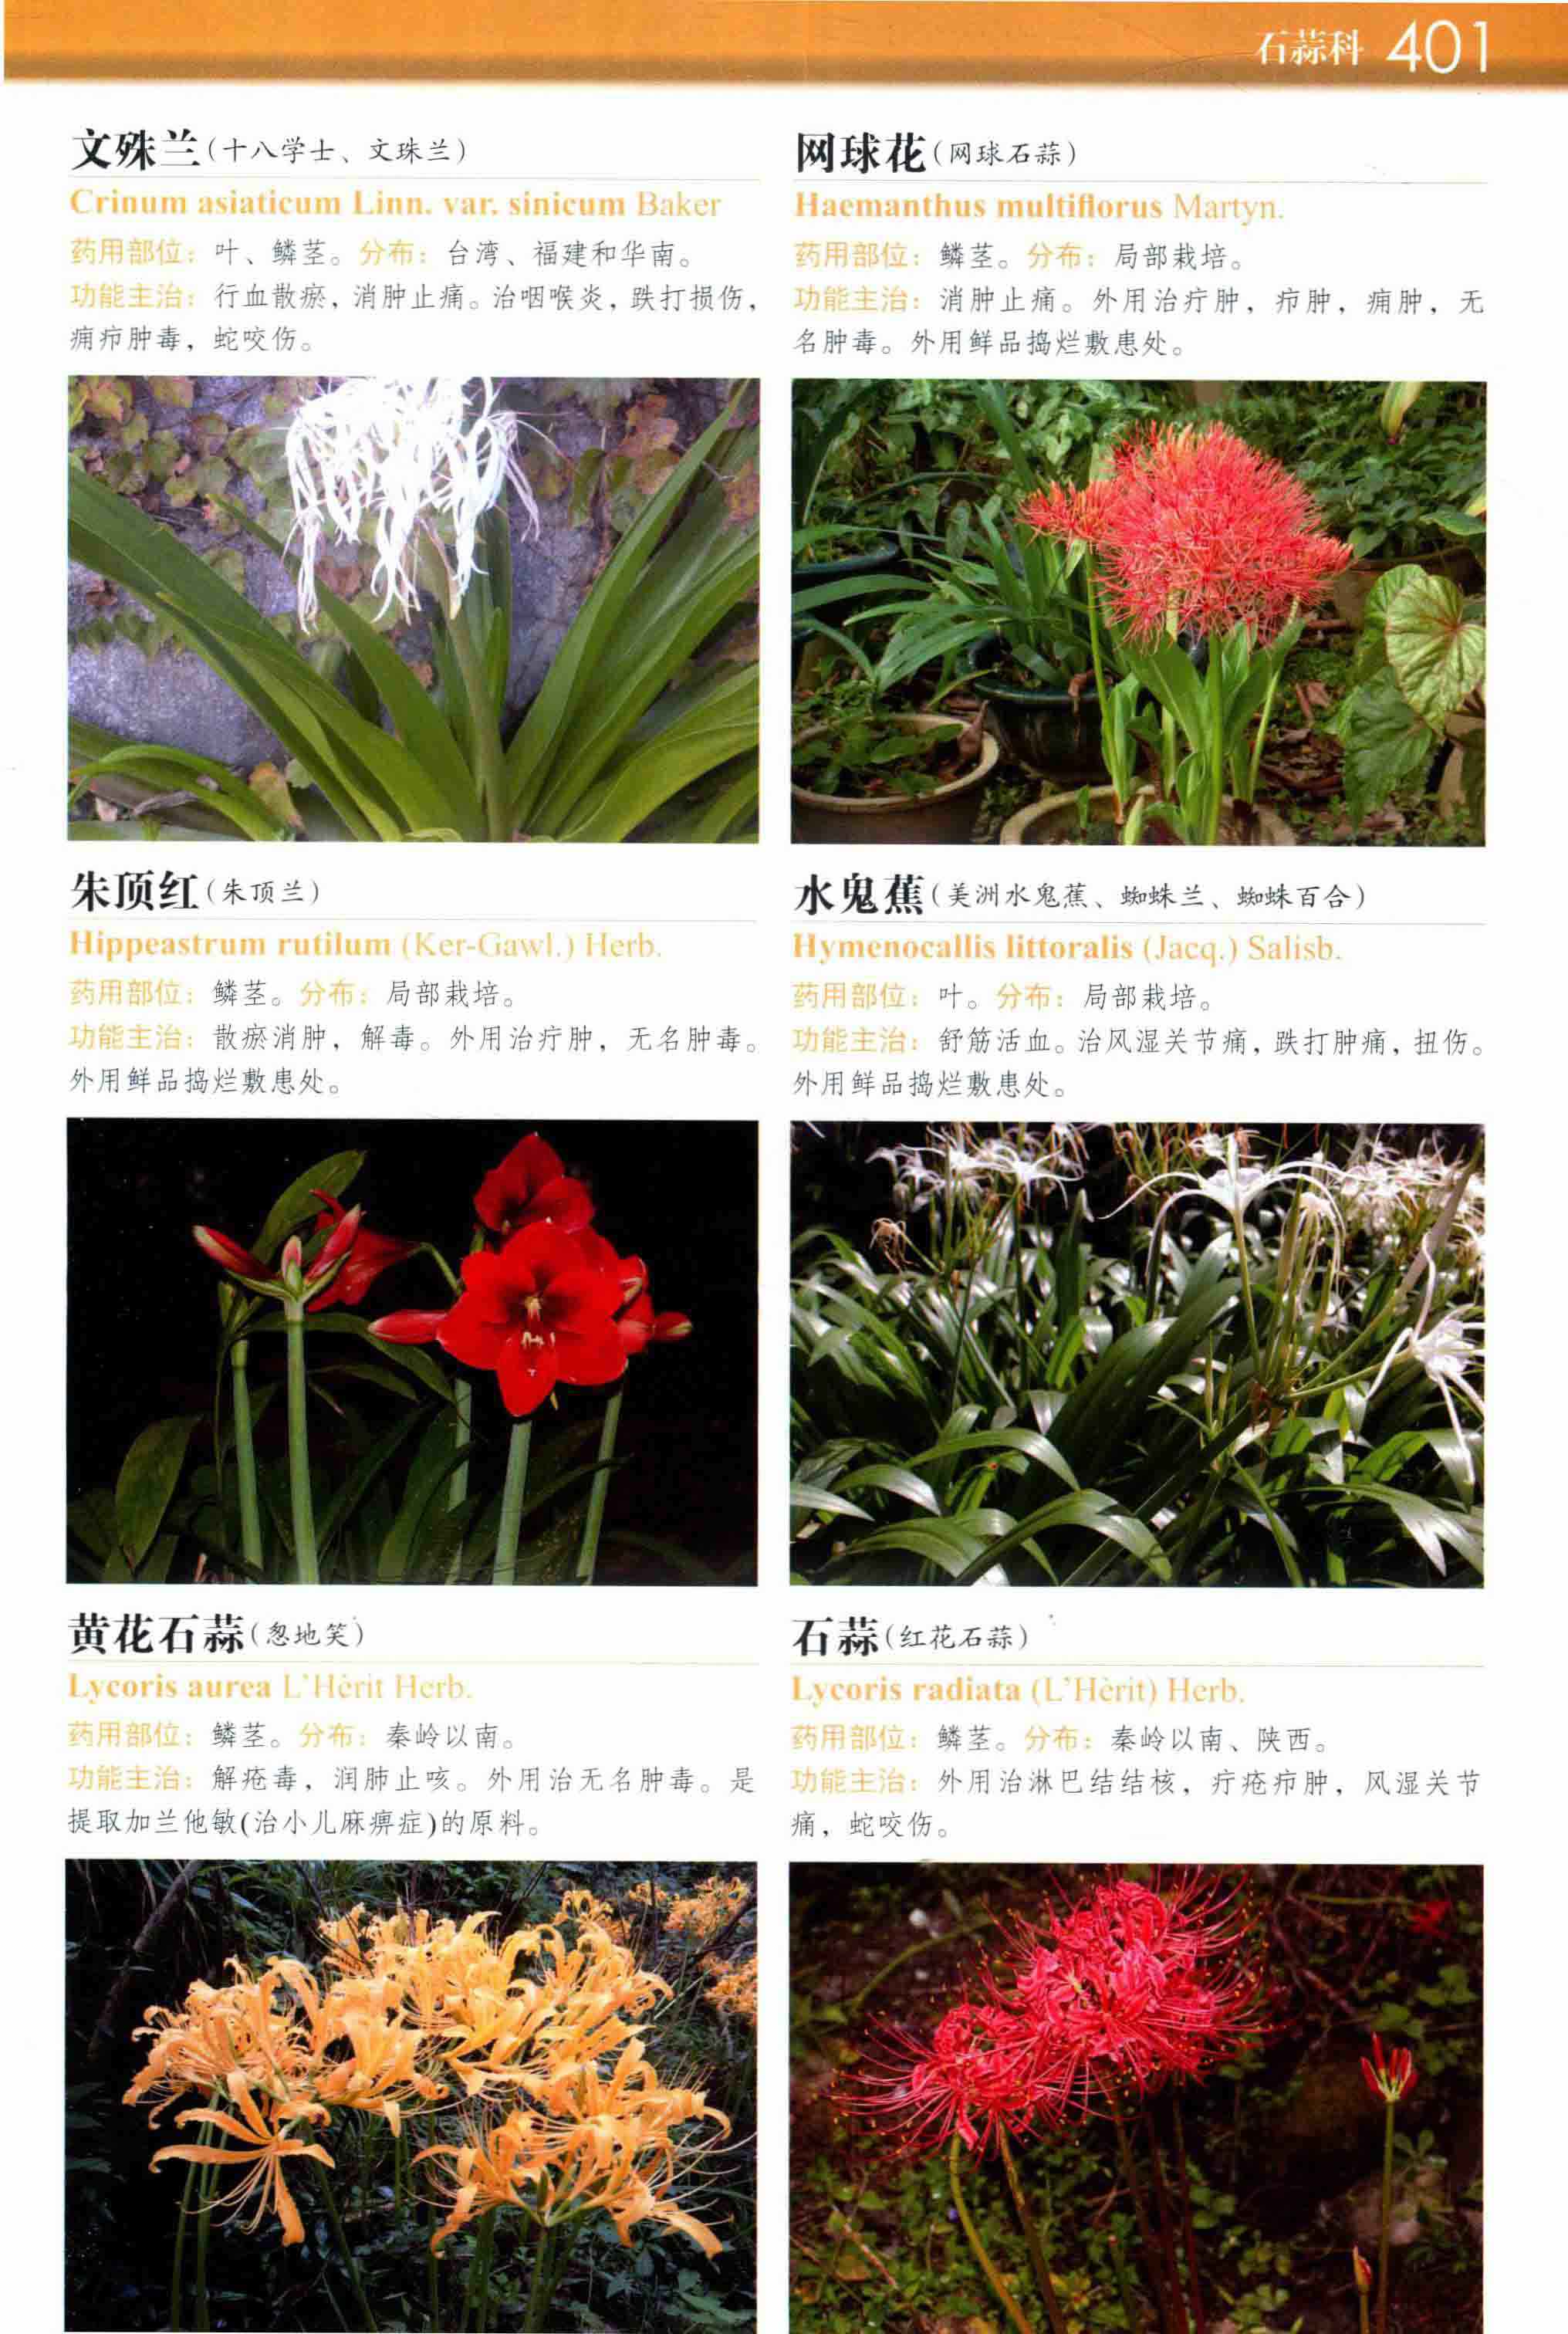 石蒜科 401
文殊兰(十八学士、文珠兰)
Crinum asiaticum Linn. var. sinicum Baker
药用部位：叶、鳞茎。分布：台湾、福建和华南。
功能主治：行血散瘀，消肿止痛。治咽喉炎，跌打损伤，
痈疖肿毒，蛇咬伤。
网球花(网球石蒜)
Haemanthus multiflorus Martyn.
药用部位：鳞茎。分布：局部栽培。
功能主治：消肿止痛。外用治疔肿，疖肿，痈肿，无
名肿毒。外用鲜品捣烂敷患处。
朱顶红(朱顶兰)
Hippeastrum rutilum (Ker-Gawl.) Herb.
药用部位：鳞茎。分布：局部栽培。
功能主治：散瘀消肿，解毒。外用治疔肿，无名肿毒。
外用鲜品捣烂敷患处。
水鬼蕉(美洲水鬼蕉、蜘蛛兰、蜘蛛百合)
Hymenocallis littoralis (Jacq.) Salisb.
药用部位：叶。分布：局部栽培。
功能主治：舒筋活血。治风湿关节痛，跌打肿痛，扭伤。
外用鲜品捣烂敷患处。
黄花石蒜(忽地笑)
Lycoris aurea L'Hèrit Herb.
药用部位：鳞茎。分布：秦岭以南。
功能主治：解疮毒，润肺止咳。外用治无名肿毒。是
提取加兰他敏(治小儿麻痹症)的原料。
石蒜(红花石蒜)
Lycoris radiata (L'Hèrit) Herb.
药用部位：鳞茎。分布：秦岭以南、陕西。
功能主治：外用治淋巴结结核，疔疮疖肿，风湿关节
痛，蛇咬伤。